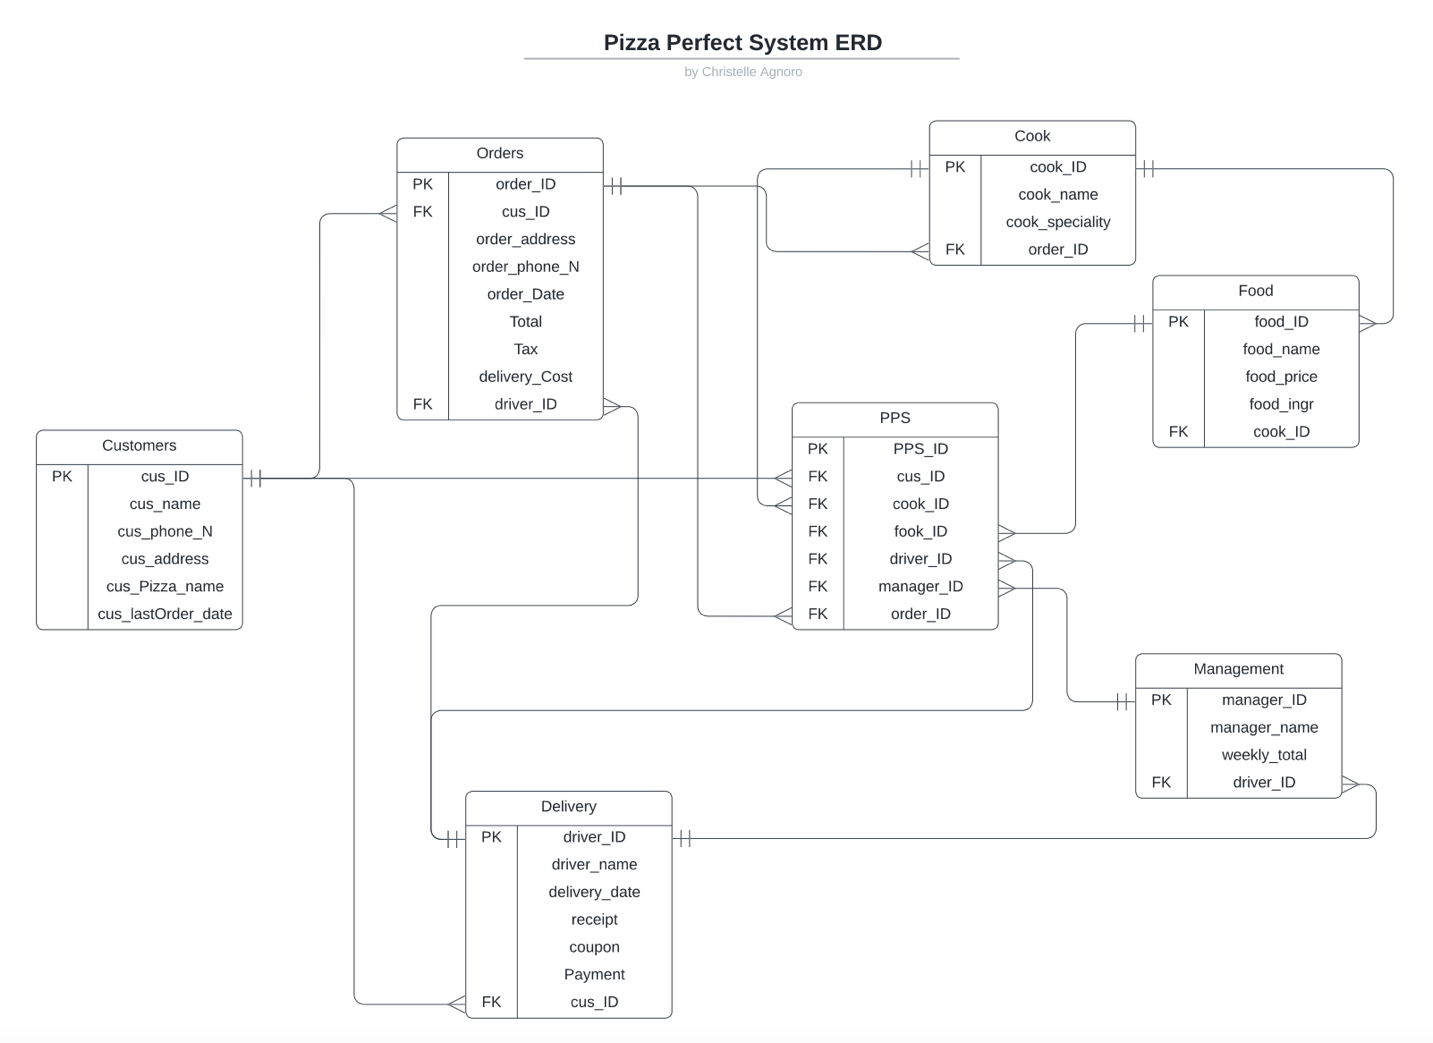 Pizza Perfect System ERD
by Christelle Agnoro
Orders
PK order_ID
FK cus_ID
order_address
order_phone_N
order_Date
Total
Tax
delivery_Cost
FK driver_ID
Cook
PK cook_ID
cook_name
cook_speciality
FK order_ID
Food
PK food_ID
food_name
food_price
food_ingr
FK cook_ID
Customers
PK cus_ID
cus_name
cus_phone_N
cus_address
cus_Pizza_name
cus_lastOrder_date
PPS
PK PPS_ID
FK cus_ID
FK cook_ID
FK fook_ID
FK driver_ID
FK manager_ID
FK order_ID
Management
PK manager_ID
manager_name
weekly_total
FK driver_ID
Delivery
PK driver_ID
driver_name
delivery_date
receipt
coupon
Payment
FK cus_ID